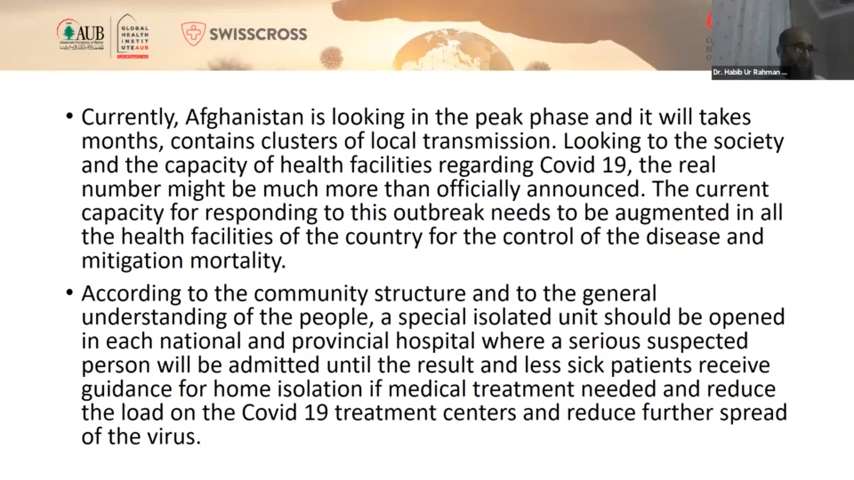 AUB
American University of Beirut
GLOBAL
HEALTH
INSTIT
UTEAUB
SWISSCROSS
Dr. Habib Ur Rahman ...
• Currently, Afghanistan is looking in the peak phase and it will takes
months, contains clusters of local transmission. Looking to the society
and the capacity of health facilities regarding Covid 19, the real
number might be much more than officially announced. The current
capacity for responding to this outbreak needs to be augmented in all
the health facilities of the country for the control of the disease and
mitigation mortality.
• According to the community structure and to the general
understanding of the people, a special isolated unit should be opened
in each national and provincial hospital where a serious suspected
person will be admitted until the result and less sick patients receive
guidance for home isolation if medical treatment needed and reduce
the load on the Covid 19 treatment centers and reduce further spread
of the virus.